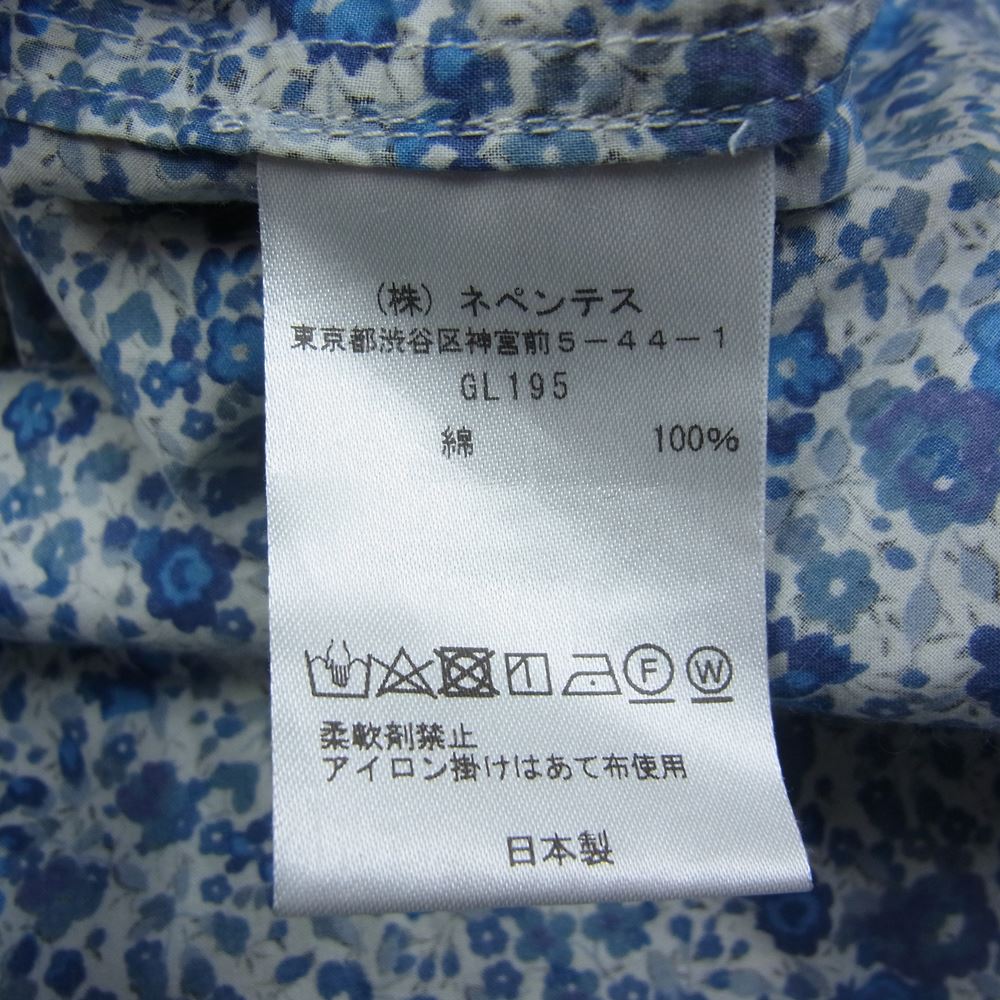 (株) ネペンテス
東京都渋谷区神宮前5-44-1
GL195
綿 100%
F W
柔軟剤禁止
アイロン掛けはあて布使用
日本製